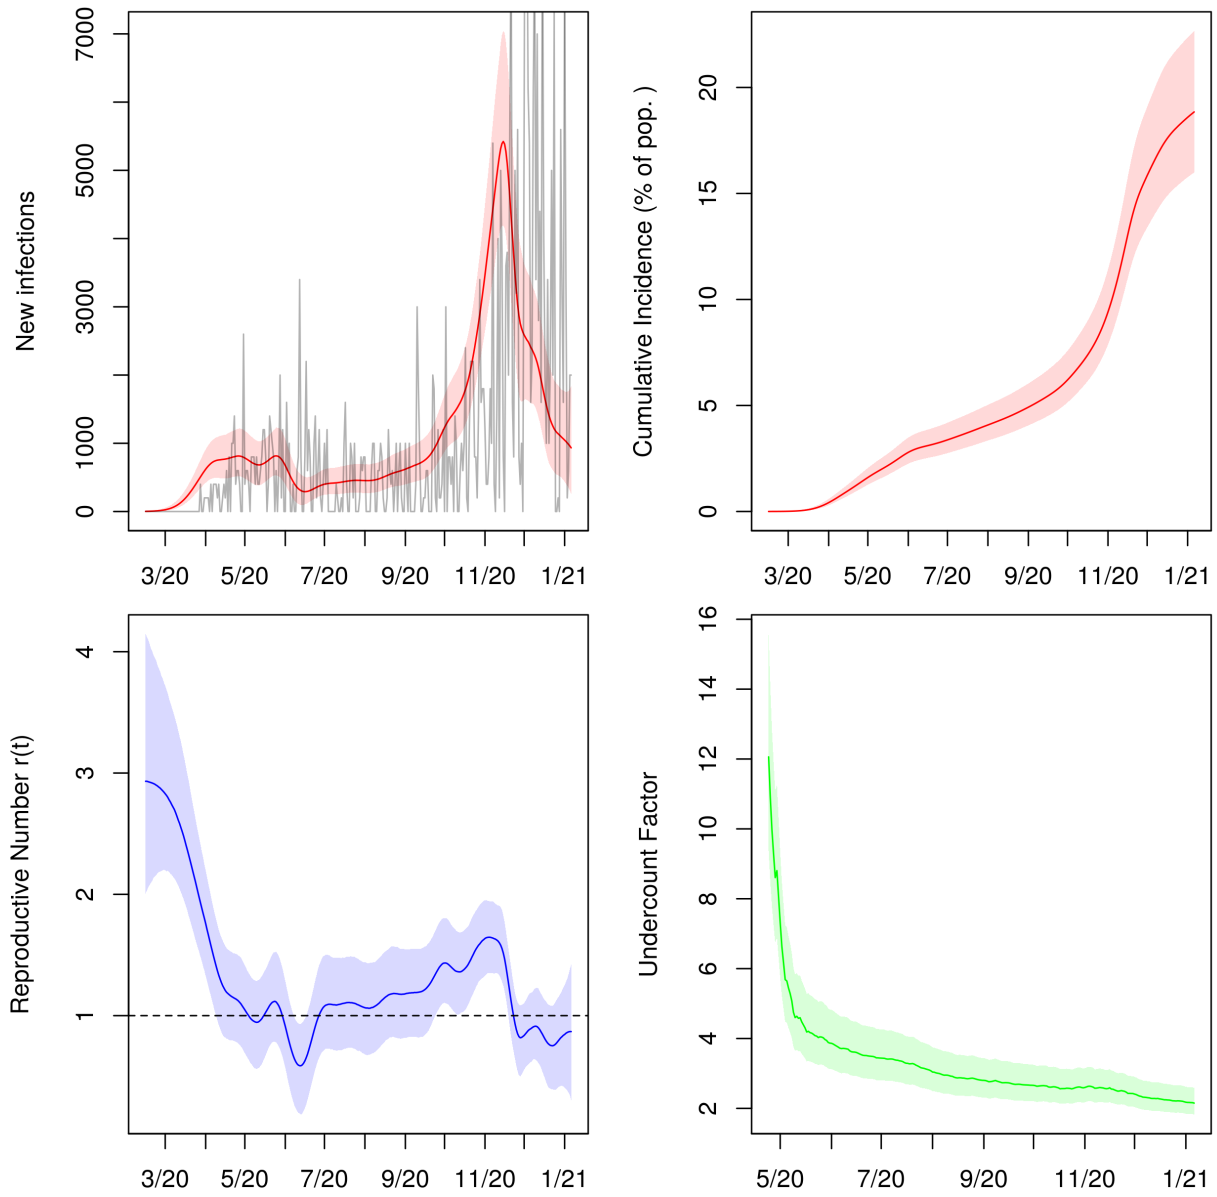 New infections
7000
5000
3000
1000
0
3/20 5/20 7/20 9/20 11/20 1/21
Cumulative Incidence (% of pop. )
20
15
10
5
0
3/20 5/20 7/20 9/20 11/20 1/21
Reproductive Number r(t)
4
3
2
1
3/20 5/20 7/20 9/20 11/20 1/21
Undercount Factor
16
14
12
10
8
6
4
2
5/20 7/20 9/20 11/20 1/21